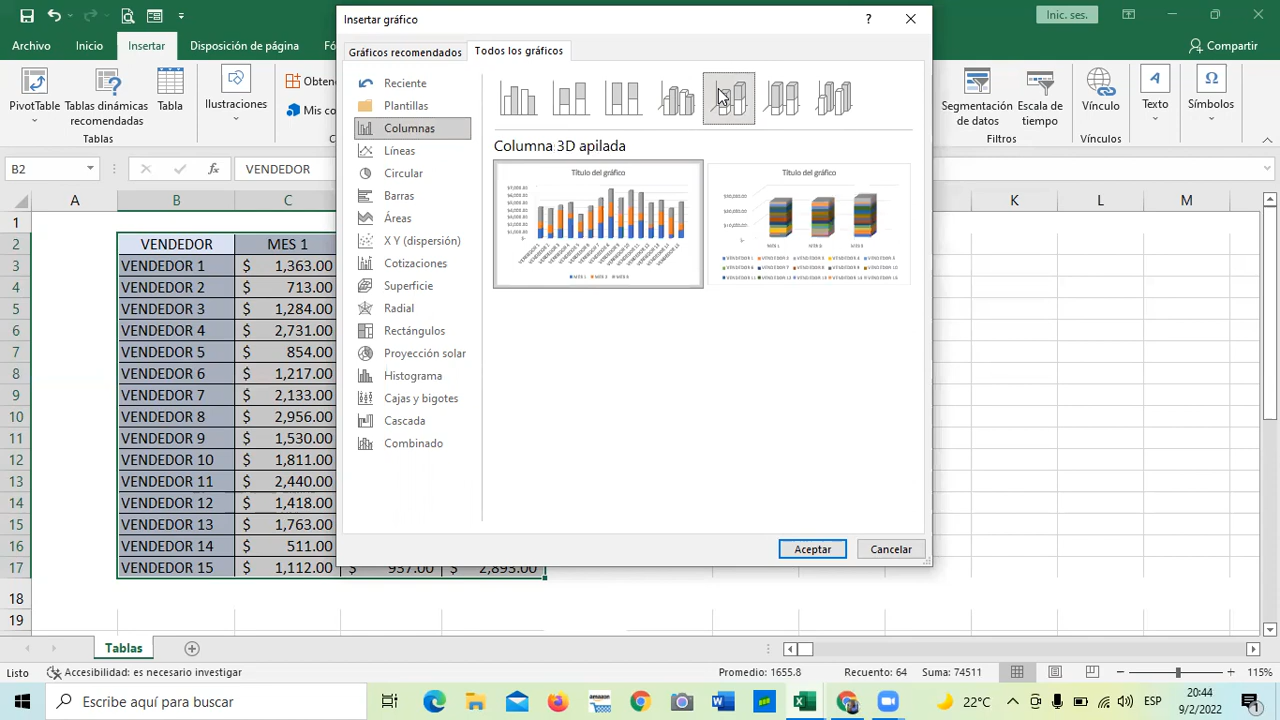 Insertar gráfico
?
Inic. ses.
Archivo
Inicio
Insertar
Disposición de página
Compartir
Gráficos recomendados
Todos los gráficos
PivotTable
Tablas dinámicas
recomendadas
Tabla
Ilustraciones
Tablas
Segmentación
de datos
Escala de
tiempo
Vínculo
Texto
Símbolos
Filtros
Vínculos
Reciente
Plantillas
Columnas
Líneas
Circular
Barras
Áreas
X Y (dispersión)
Cotizaciones
Superficie
Radial
Rectángulos
Proyección solar
Histograma
Cajas y bigotes
Cascada
Combinado
Columna 3D apilada
Título del gráfico
Título del gráfico
MES 1 MES 2 MES 3
Aceptar
Cancelar
B2
fx
VENDEDOR
A B C K L M
1
2 VENDEDOR MES 1
VENDEDOR 1
VENDEDOR 2 $ 713.00
5 VENDEDOR 3 $ 1,284.00
6 VENDEDOR 4 $ 2,731.00
7 VENDEDOR 5 $ 854.00
8 VENDEDOR 6 $ 1,217.00
9 VENDEDOR 7 $ 2,133.00
10 VENDEDOR 8 $ 2,956.00
11 VENDEDOR 9 $ 1,530.00
12 VENDEDOR 10 $ 1,811.00
13 VENDEDOR 11 $ 2,440.00
14 VENDEDOR 12 $ 1,418.00
15 VENDEDOR 13 $ 1,763.00
16 VENDEDOR 14 $ 511.00
17 VENDEDOR 15 $ 1,112.00 $ 937.00 $ 2,893.00
18
19
Tablas
Listo
Accesibilidad: es necesario investigar
Promedio: 1655.8
Recuento: 64
Suma: 74511
115%
Escribe aquí para buscar
amazon
22°C
ESP
20:44
9/2/2022